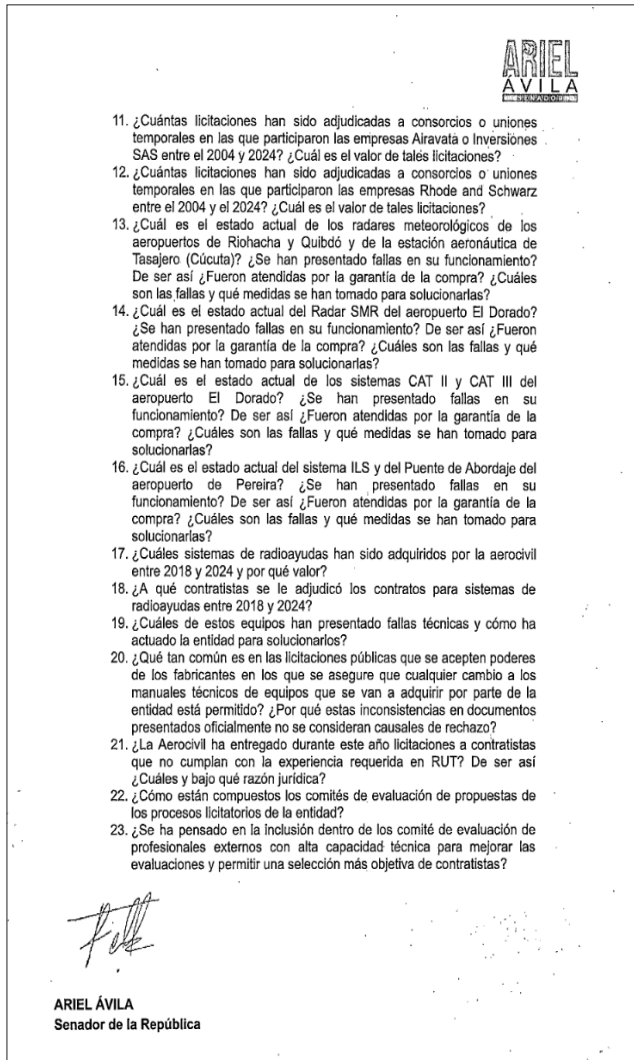 ARIEL
ÁVILA
SENADOR
11. ¿Cuántas licitaciones han sido adjudicadas a consorcios o uniones
temporales en las que participaron las empresas Airavata o Inversiones
SAS entre el 2004 y 2024? ¿Cuál es el valor de tales licitaciones?
12. ¿Cuántas licitaciones han sido adjudicadas a consorcios o uniones
temporales en las que participaron las empresas Rhode and Schwarz
entre el 2004 y el 2024? ¿Cuál es el valor de tales licitaciones?
13. ¿Cuál es el estado actual de los radares meteorológicos de los
aeropuertos de Riohacha y Quibdó y de la estación aeronáutica de
Tasajero (Cúcuta)? ¿Se han presentado fallas en su funcionamiento?
De ser así ¿Fueron atendidas por la garantía de la compra? ¿Cuáles
son las fallas y qué medidas se han tomado para solucionarlas?
14. ¿Cuál es el estado actual del Radar SMR del aeropuerto El Dorado?
¿Se han presentado fallas en su funcionamiento? De ser así ¿Fueron
atendidas por la garantía de la compra? ¿Cuáles son las fallas y qué
medidas se han tomado para solucionarlas?
15. ¿Cuál es el estado actual de los sistemas CAT II y CAT III del
aeropuerto El Dorado? ¿Se han presentado fallas en su
funcionamiento? De ser así ¿Fueron atendidas por la garantía de la
compra? ¿Cuáles son las fallas y qué medidas se han tomado para
solucionarlas?
16. ¿Cuál es el estado actual del sistema ILS y del Puente de Abordaje del
aeropuerto de Pereira? ¿Se han presentado fallas en su
funcionamiento? De ser así ¿Fueron atendidas por la garantía de la
compra? ¿Cuáles son las fallas y qué medidas se han tomado para
solucionarlas?
17. ¿Cuáles sistemas de radioayudas han sido adquiridos por la aerocivil
entre 2018 y 2024 y por qué valor?
18. ¿A qué contratistas se le adjudicó los contratos para sistemas de
radioayudas entre 2018 y 2024?
19. ¿Cuáles de estos equipos han presentado fallas técnicas y cómo ha
actuado la entidad para solucionarlos?
20. ¿Qué tan común es en las licitaciones públicas que se acepten poderes
de los fabricantes en los que se asegure que cualquier cambio a los
manuales técnicos de equipos que se van a adquirir por parte de la
entidad está permitido? ¿Por qué estas inconsistencias en documentos
presentados oficialmente no se consideran causales de rechazo?
21. ¿La Aerocivil ha entregado durante este año licitaciones a contratistas
que no cumplan con la experiencia requerida en RUT? De ser así
¿Cuáles y bajo qué razón jurídica?
22. ¿Cómo están compuestos los comités de evaluación de propuestas de
los procesos licitatorios de la entidad?
23. ¿Se ha pensado en la inclusión dentro de los comité de evaluación de
profesionales externos con alta capacidad técnica para mejorar las
evaluaciones y permitir una selección más objetiva de contratistas?
ARIEL ÁVILA
Senador de la República